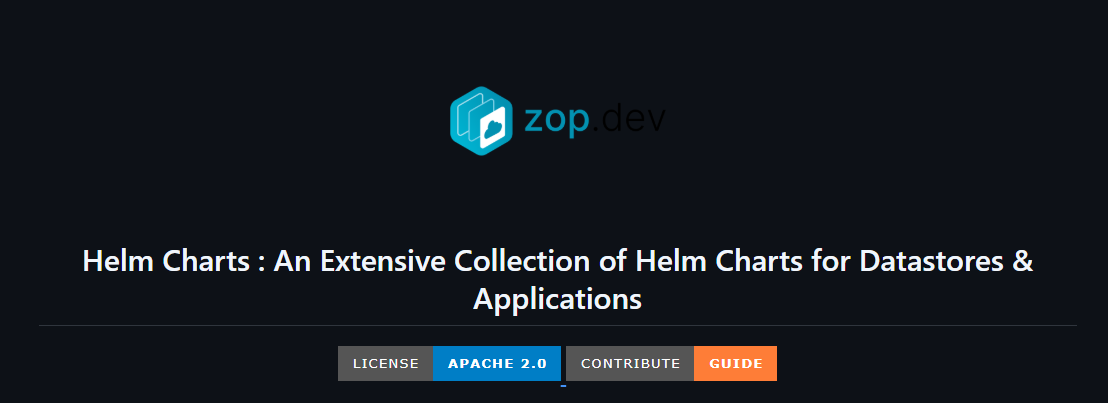 zop.dev
Helm Charts : An Extensive Collection of Helm Charts for Datastores &
Applications
LICENSE APACHE 2.0 CONTRIBUTE GUIDE